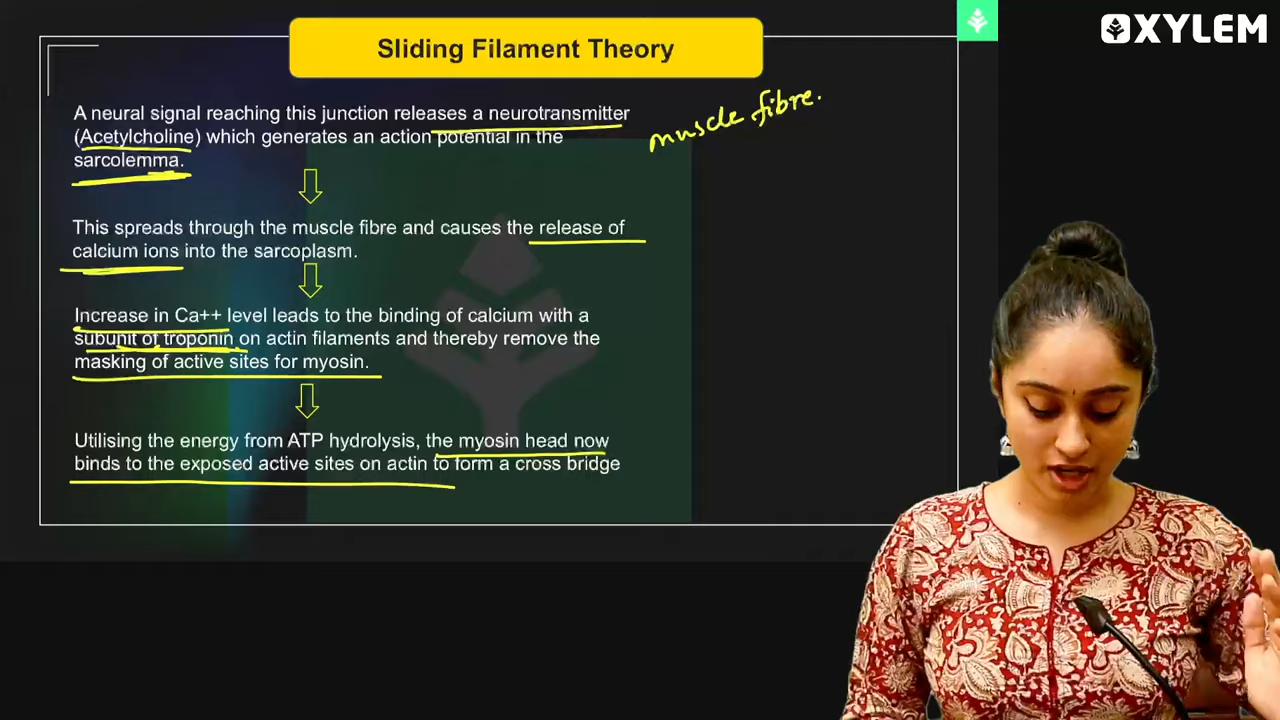 Sliding Filament Theory
OXYLEM
A neural signal reaching this junction releases a neurotransmitter
(Acetylcholine) which generates an action potential in the
sarcolemma.
muscle fibre.
This spreads through the muscle fibre and causes the release of
calcium ions into the sarcoplasm.
Increase in Ca++ level leads to the binding of calcium with a
subunit of troponin on actin filaments and thereby remove the
masking of active sites for myosin.
Utilising the energy from ATP hydrolysis, the myosin head now
binds to the exposed active sites on actin to form a cross bridge